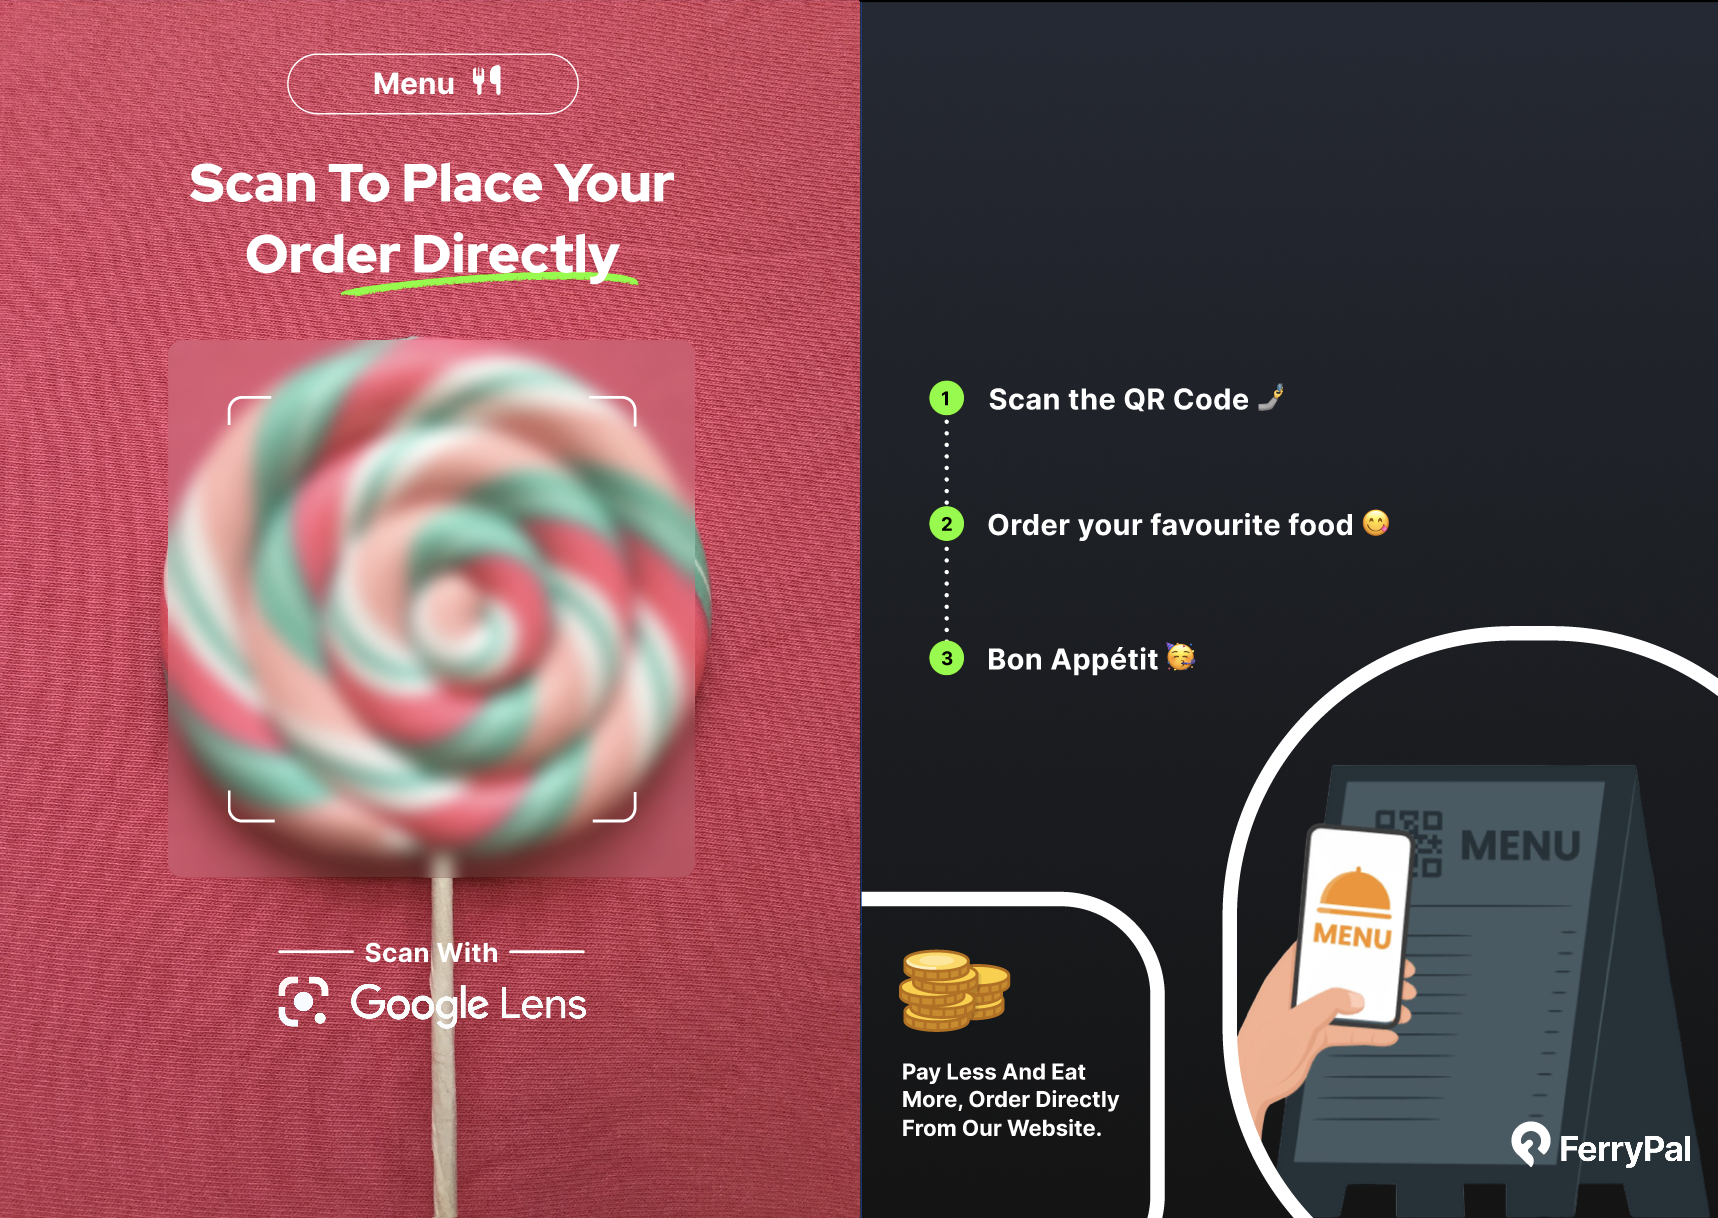 Menu
Scan To Place Your
Order Directly
Scan With
Google Lens
1 Scan the QR Code
2 Order your favourite food
3 Bon Appétit
MENU
MENU
Pay Less And Eat
More, Order Directly
From Our Website.
FerryPal